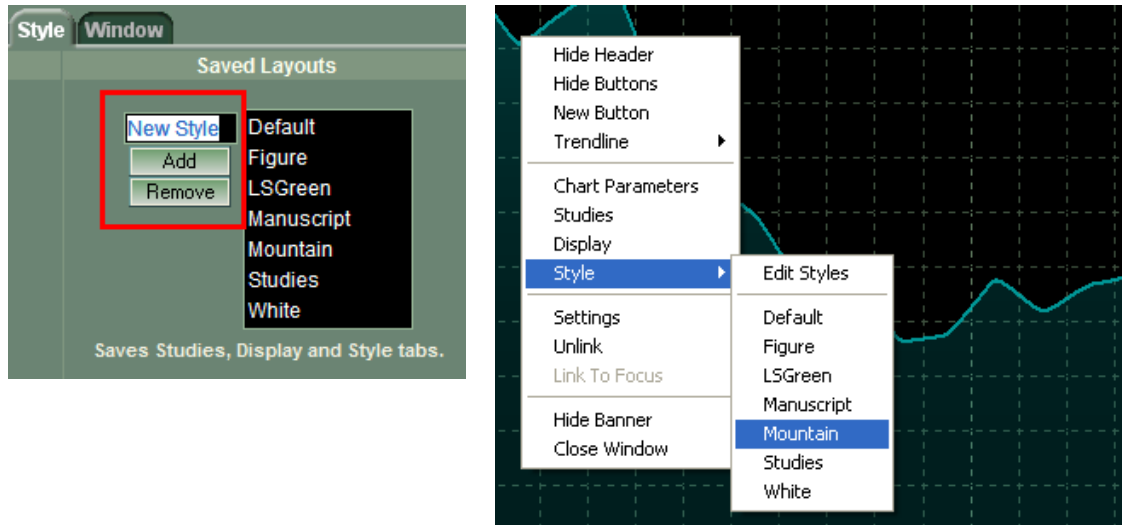 Style Window
Saved Layouts
New Style
Add
Remove
Default
Figure
LSGreen
Manuscript
Mountain
Studies
White
Saves Studies, Display and Style tabs.
Hide Header
Hide Buttons
New Button
Trendline
Chart Parameters
Studies
Display
Style
Settings
Unlink
Link To Focus
Hide Banner
Close Window
Edit Styles
Default
Figure
LSGreen
Manuscript
Mountain
Studies
White